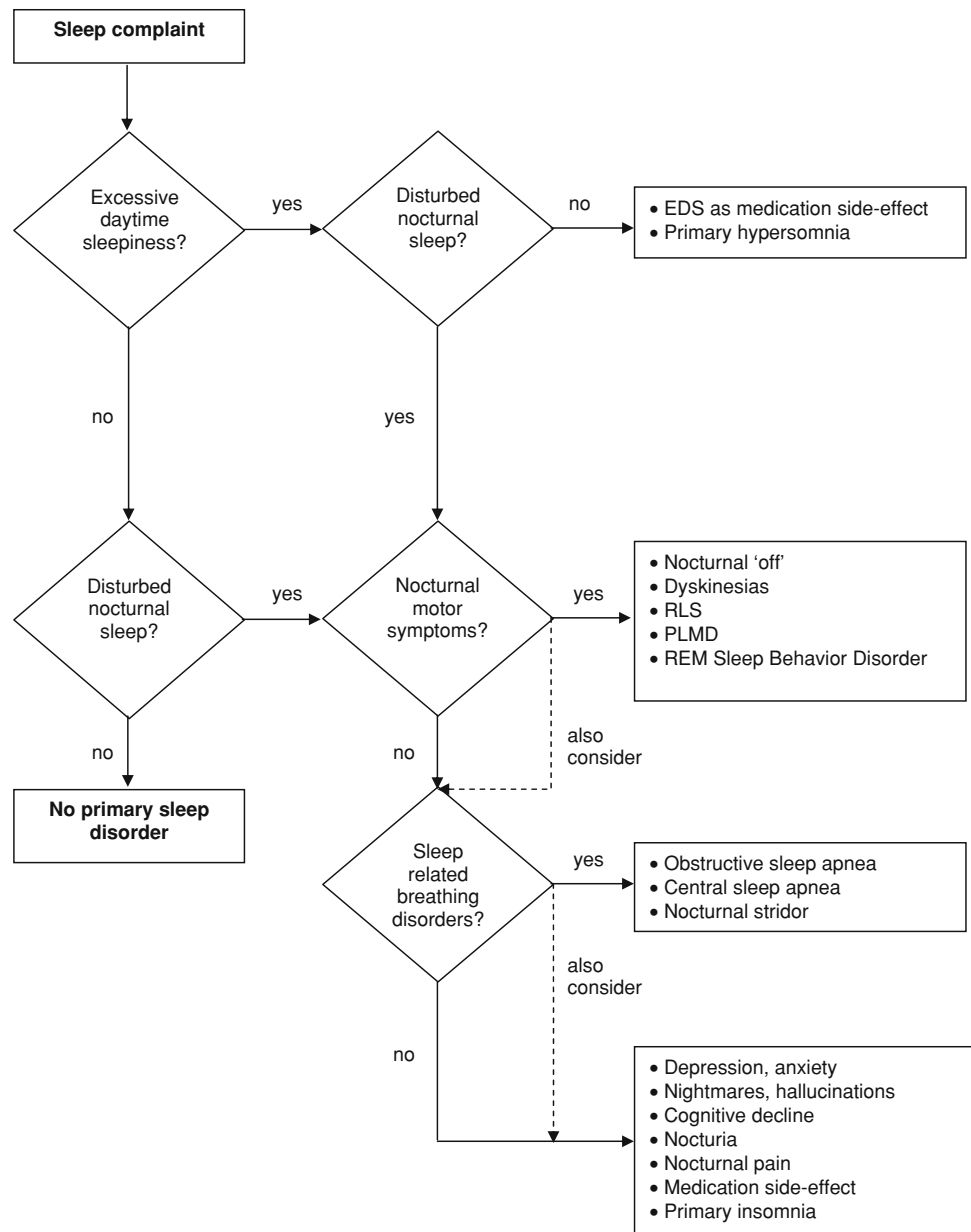 Sleep complaint
Excessive
daytime
sleepiness?
yes
Disturbed
nocturnal
sleep?
no
• EDS as medication side-effect
• Primary hypersomnia
no
yes
Disturbed
nocturnal
sleep?
yes
Nocturnal
motor
symptoms?
yes
• Nocturnal ‘off’
• Dyskinesias
• RLS
• PLMD
• REM Sleep Behavior Disorder
no
no
also
consider
No primary sleep
disorder
Sleep
related
breathing
disorders?
yes
• Obstructive sleep apnea
• Central sleep apnea
• Nocturnal stridor
also
consider
no
• Depression, anxiety
• Nightmares, hallucinations
• Cognitive decline
• Nocturia
• Nocturnal pain
• Medication side-effect
• Primary insomnia